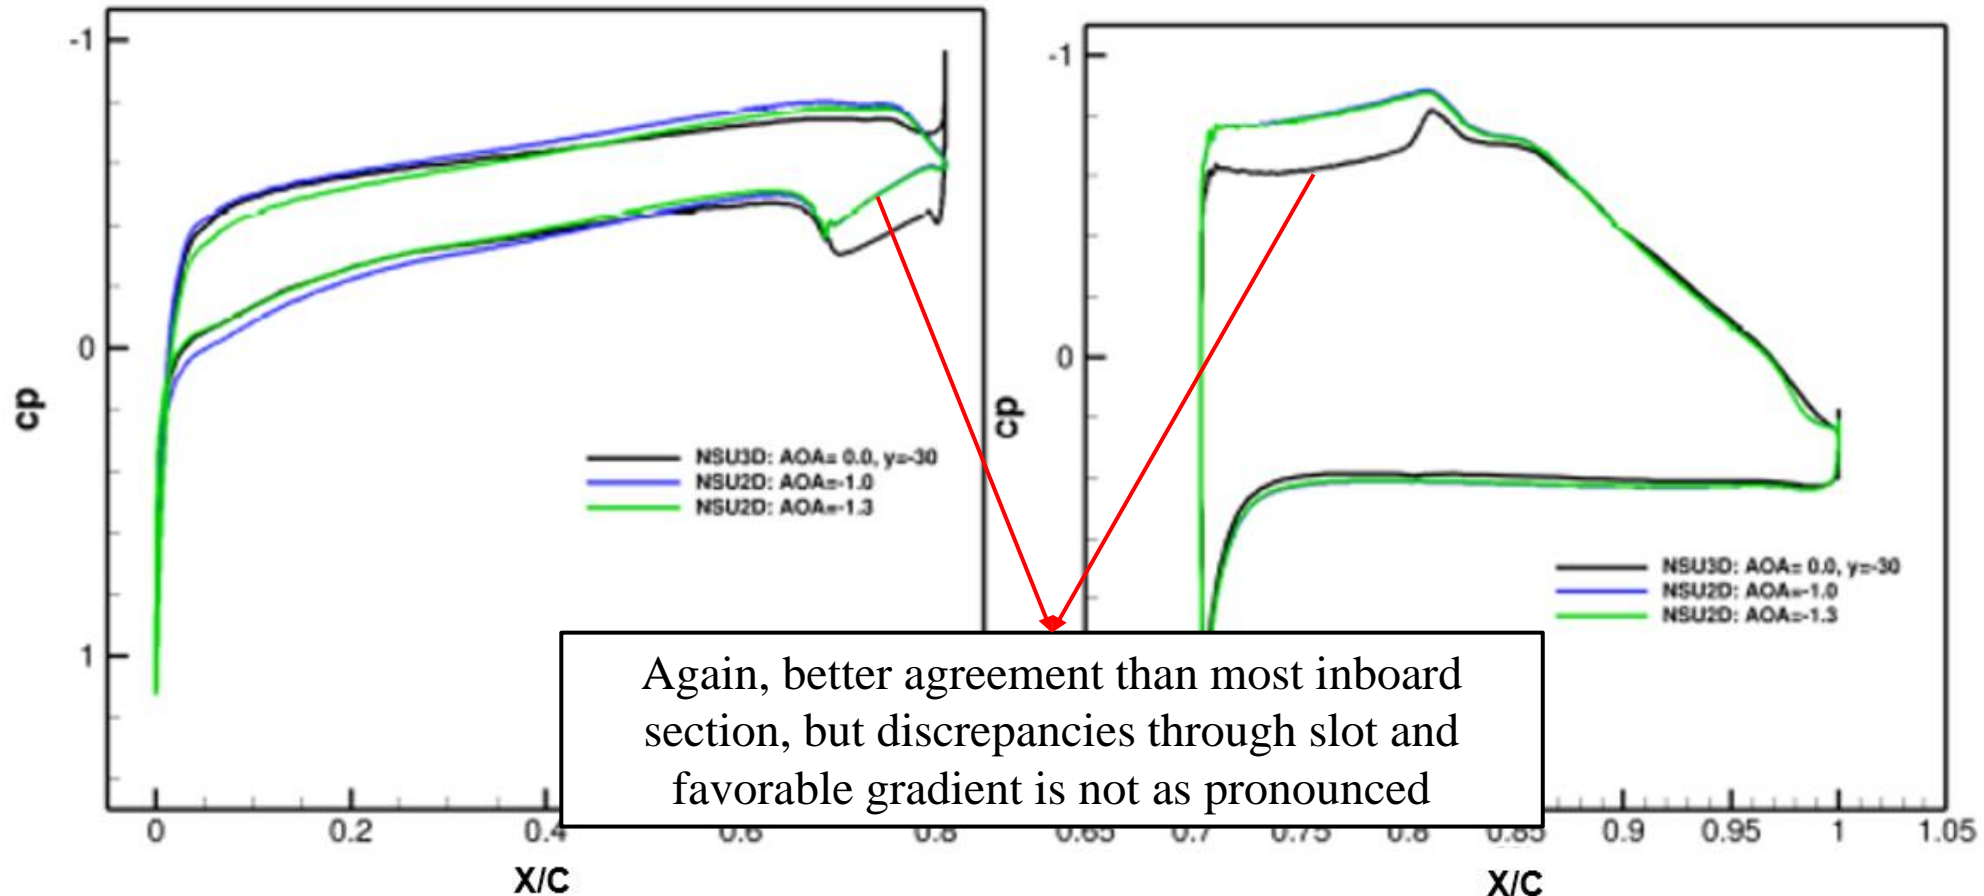 -1
0
1
cp
0
0.2
0.4
0.6
0.8
X/C
NSU3D: AOA= 0.0, y=-30
NSU2D: AOA=-1.0
NSU2D: AOA=-1.3
-1
0
cp
0.65
0.7
0.75
0.8
0.85
0.9
0.95
1
1.05
X/C
NSU3D: AOA= 0.0, y=-30
NSU2D: AOA=-1.0
NSU2D: AOA=-1.3
Again, better agreement than most inboard
section, but discrepancies through slot and
favorable gradient is not as pronounced